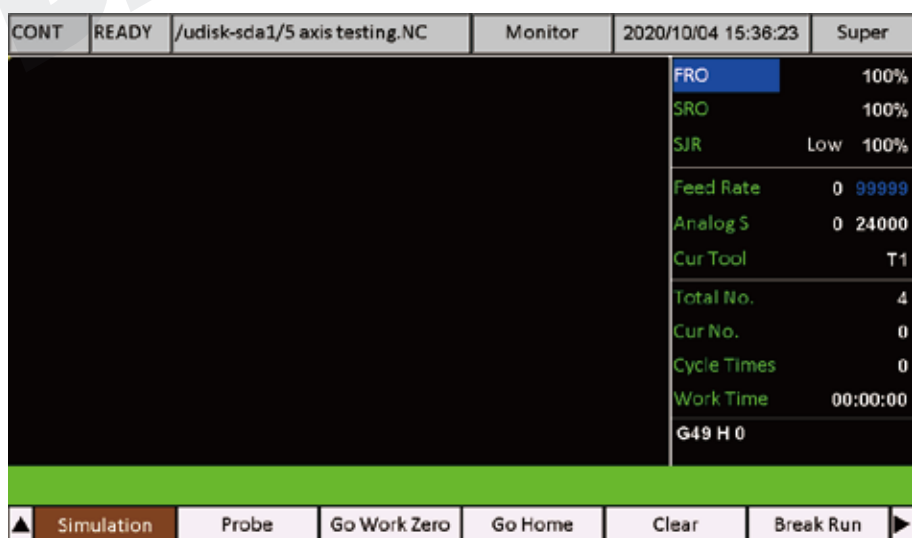 CONT READY /udisk-sda1/5 axis testing.NC Monitor 2020/10/04 15:36:23 Super
FRO 100%
SRO 100%
SJR Low 100%
Feed Rate 0 99999
Analog S 0 24000
Cur Tool T1
Total No. 4
Cur No. 0
Cycle Times 0
Work Time 00:00:00
G49 H 0
▲ Simulation Probe Go Work Zero Go Home Clear Break Run ▶